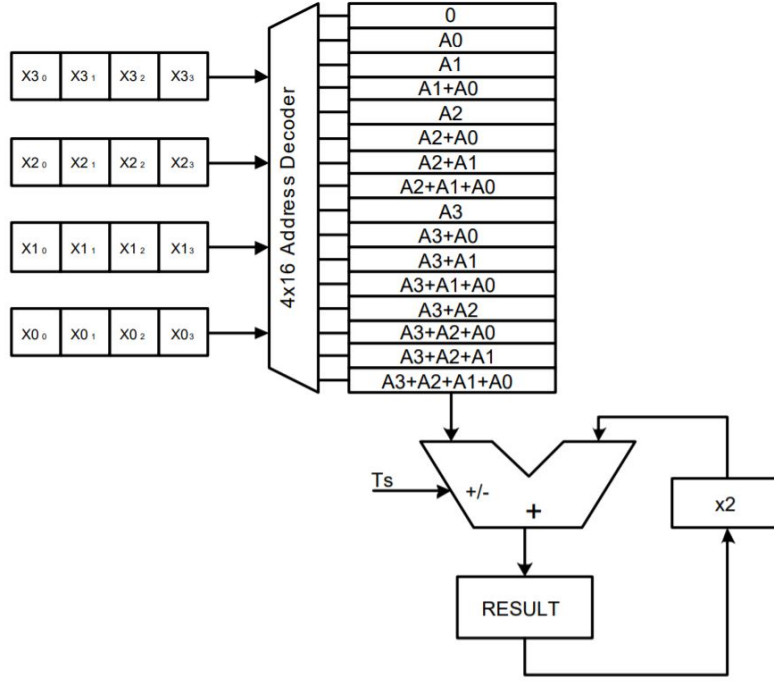 X3 0 X3 1 X3 2 X3 3
X2 0 X2 1 X2 2 X2 3
X1 0 X1 1 X1 2 X1 3
X0 0 X0 1 X0 2 X0 3
4x16 Address Decoder
0
A0
A1
A1+A0
A2
A2+A0
A2+A1
A2+A1+A0
A3
A3+A0
A3+A1
A3+A1+A0
A3+A2
A3+A2+A0
A3+A2+A1
A3+A2+A1+A0
Ts
+/-
+
x2
RESULT